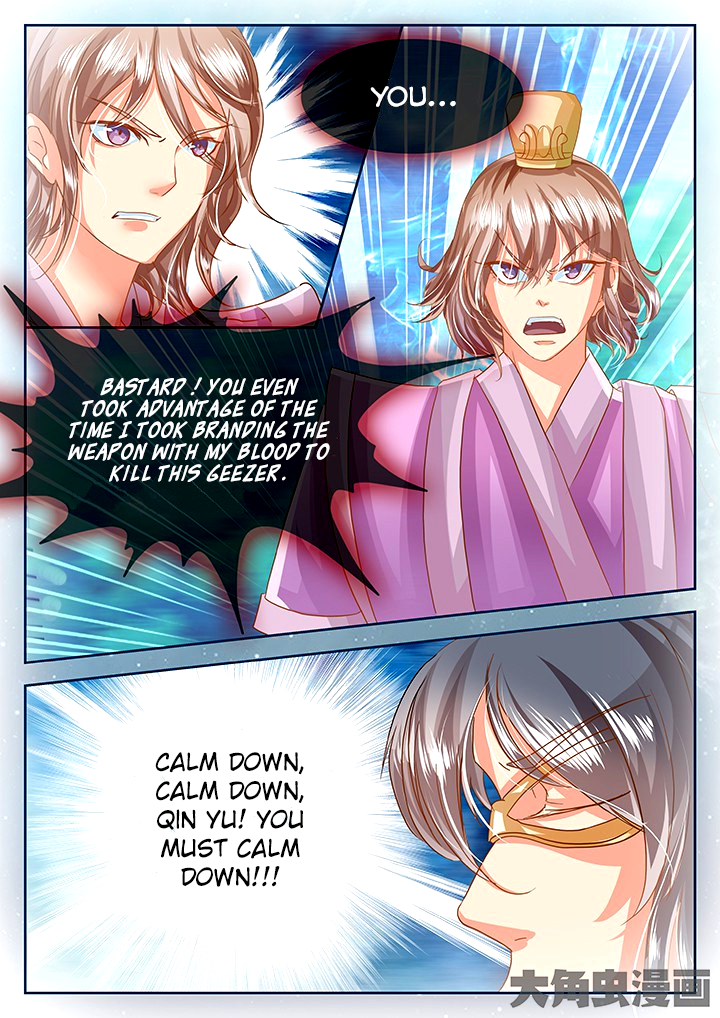 YOU...
BASTARD! YOU EVEN
TOOK ADVANTAGE OF THE
TIME I TOOK BRANDING THE
WEAPON WITH MY BLOOD TO
KILL THIS GEEZER.
CALM DOWN,
CALM DOWN,
QIN YU! YOU
MUST CALM
DOWN!!!
大角虫漫画